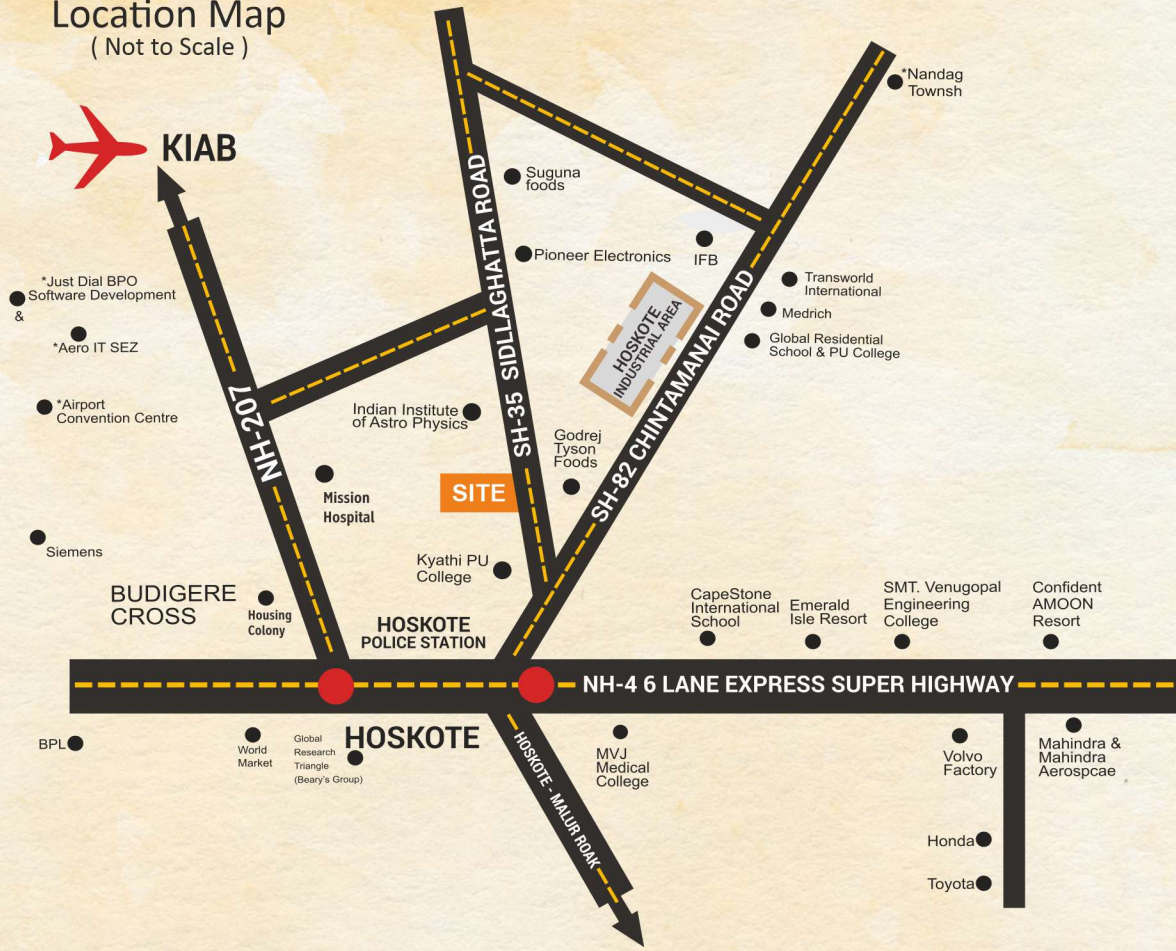 Location Map
( Not to Scale )
KIAB
*Nandag
Townsh
Suguna
foods
SH-35 SIDLLAGHATTA ROAD
Pioneer Electronics
IFB
*Just Dial BPO
Software Development
&
*Aero IT SEZ
Transworld
International
Medrich
Global Residential
School & PU College
HOSKOTE
INDUSTRIAL AREA
SH-82 CHINTAMANAI ROAD
*Airport
Convention Centre
NH-207
Indian Institute
of Astro Physics
Godrej
Tyson
Foods
SITE
Mission
Hospital
Siemens
Kyathi PU
College
BUDIGERE
CROSS
Housing
Colony
HOSKOTE
POLICE STATION
CapeStone
International
School
Emerald
Isle Resort
SMT. Venugopal
Engineering
College
Confident
AMOON
Resort
NH-4 6 LANE EXPRESS SUPER HIGHWAY
BPL
World
Market
Global
Research
Triangle
(Beary's Group)
HOSKOTE
HOSKOTE - MALUR ROAK
MVJ
Medical
College
Volvo
Factory
Mahindra &
Mahindra
Aerospcae
Honda
Toyota